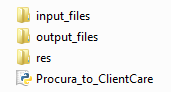 input_files
output_files
res
Procura_to_ClientCare